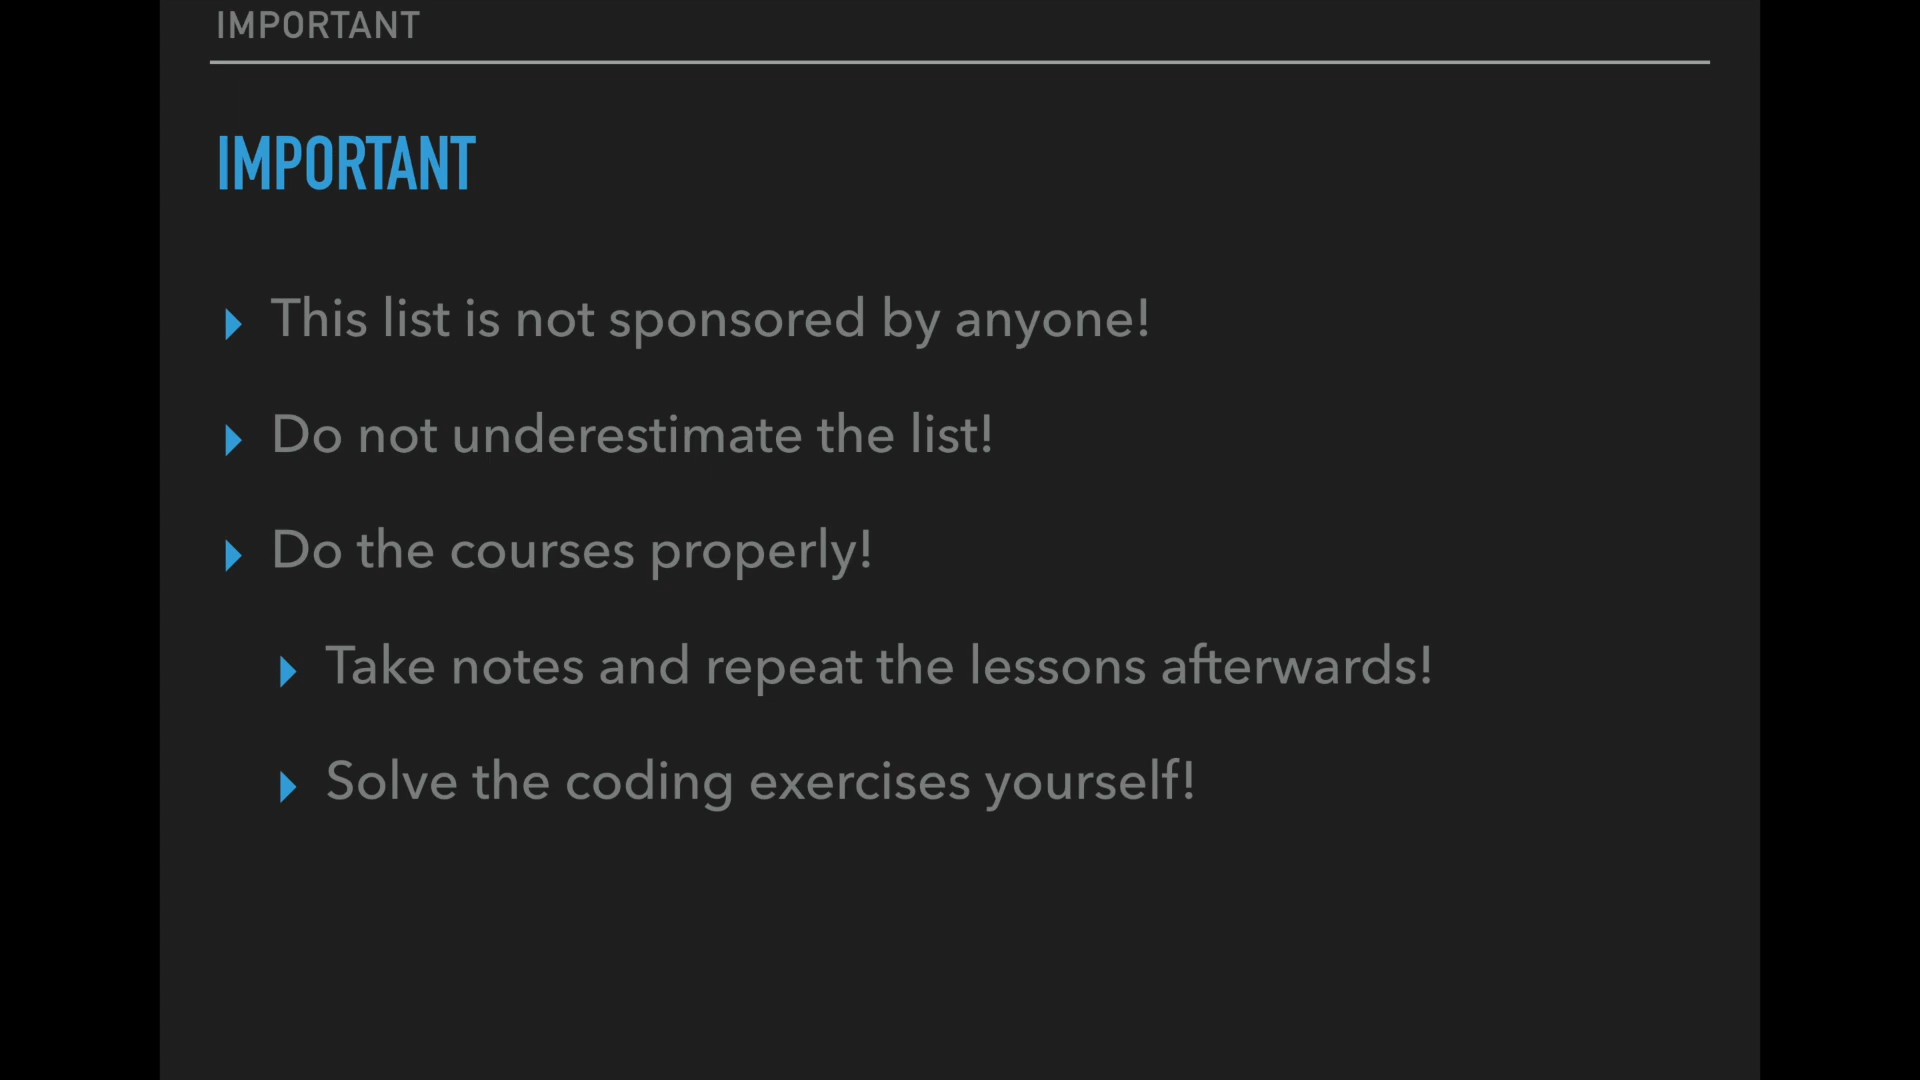 IMPORTANT
IMPORTANT
This list is not sponsored by anyone!
Do not underestimate the list!
Do the courses properly!
Take notes and repeat the lessons afterwards!
Solve the coding exercises yourself!